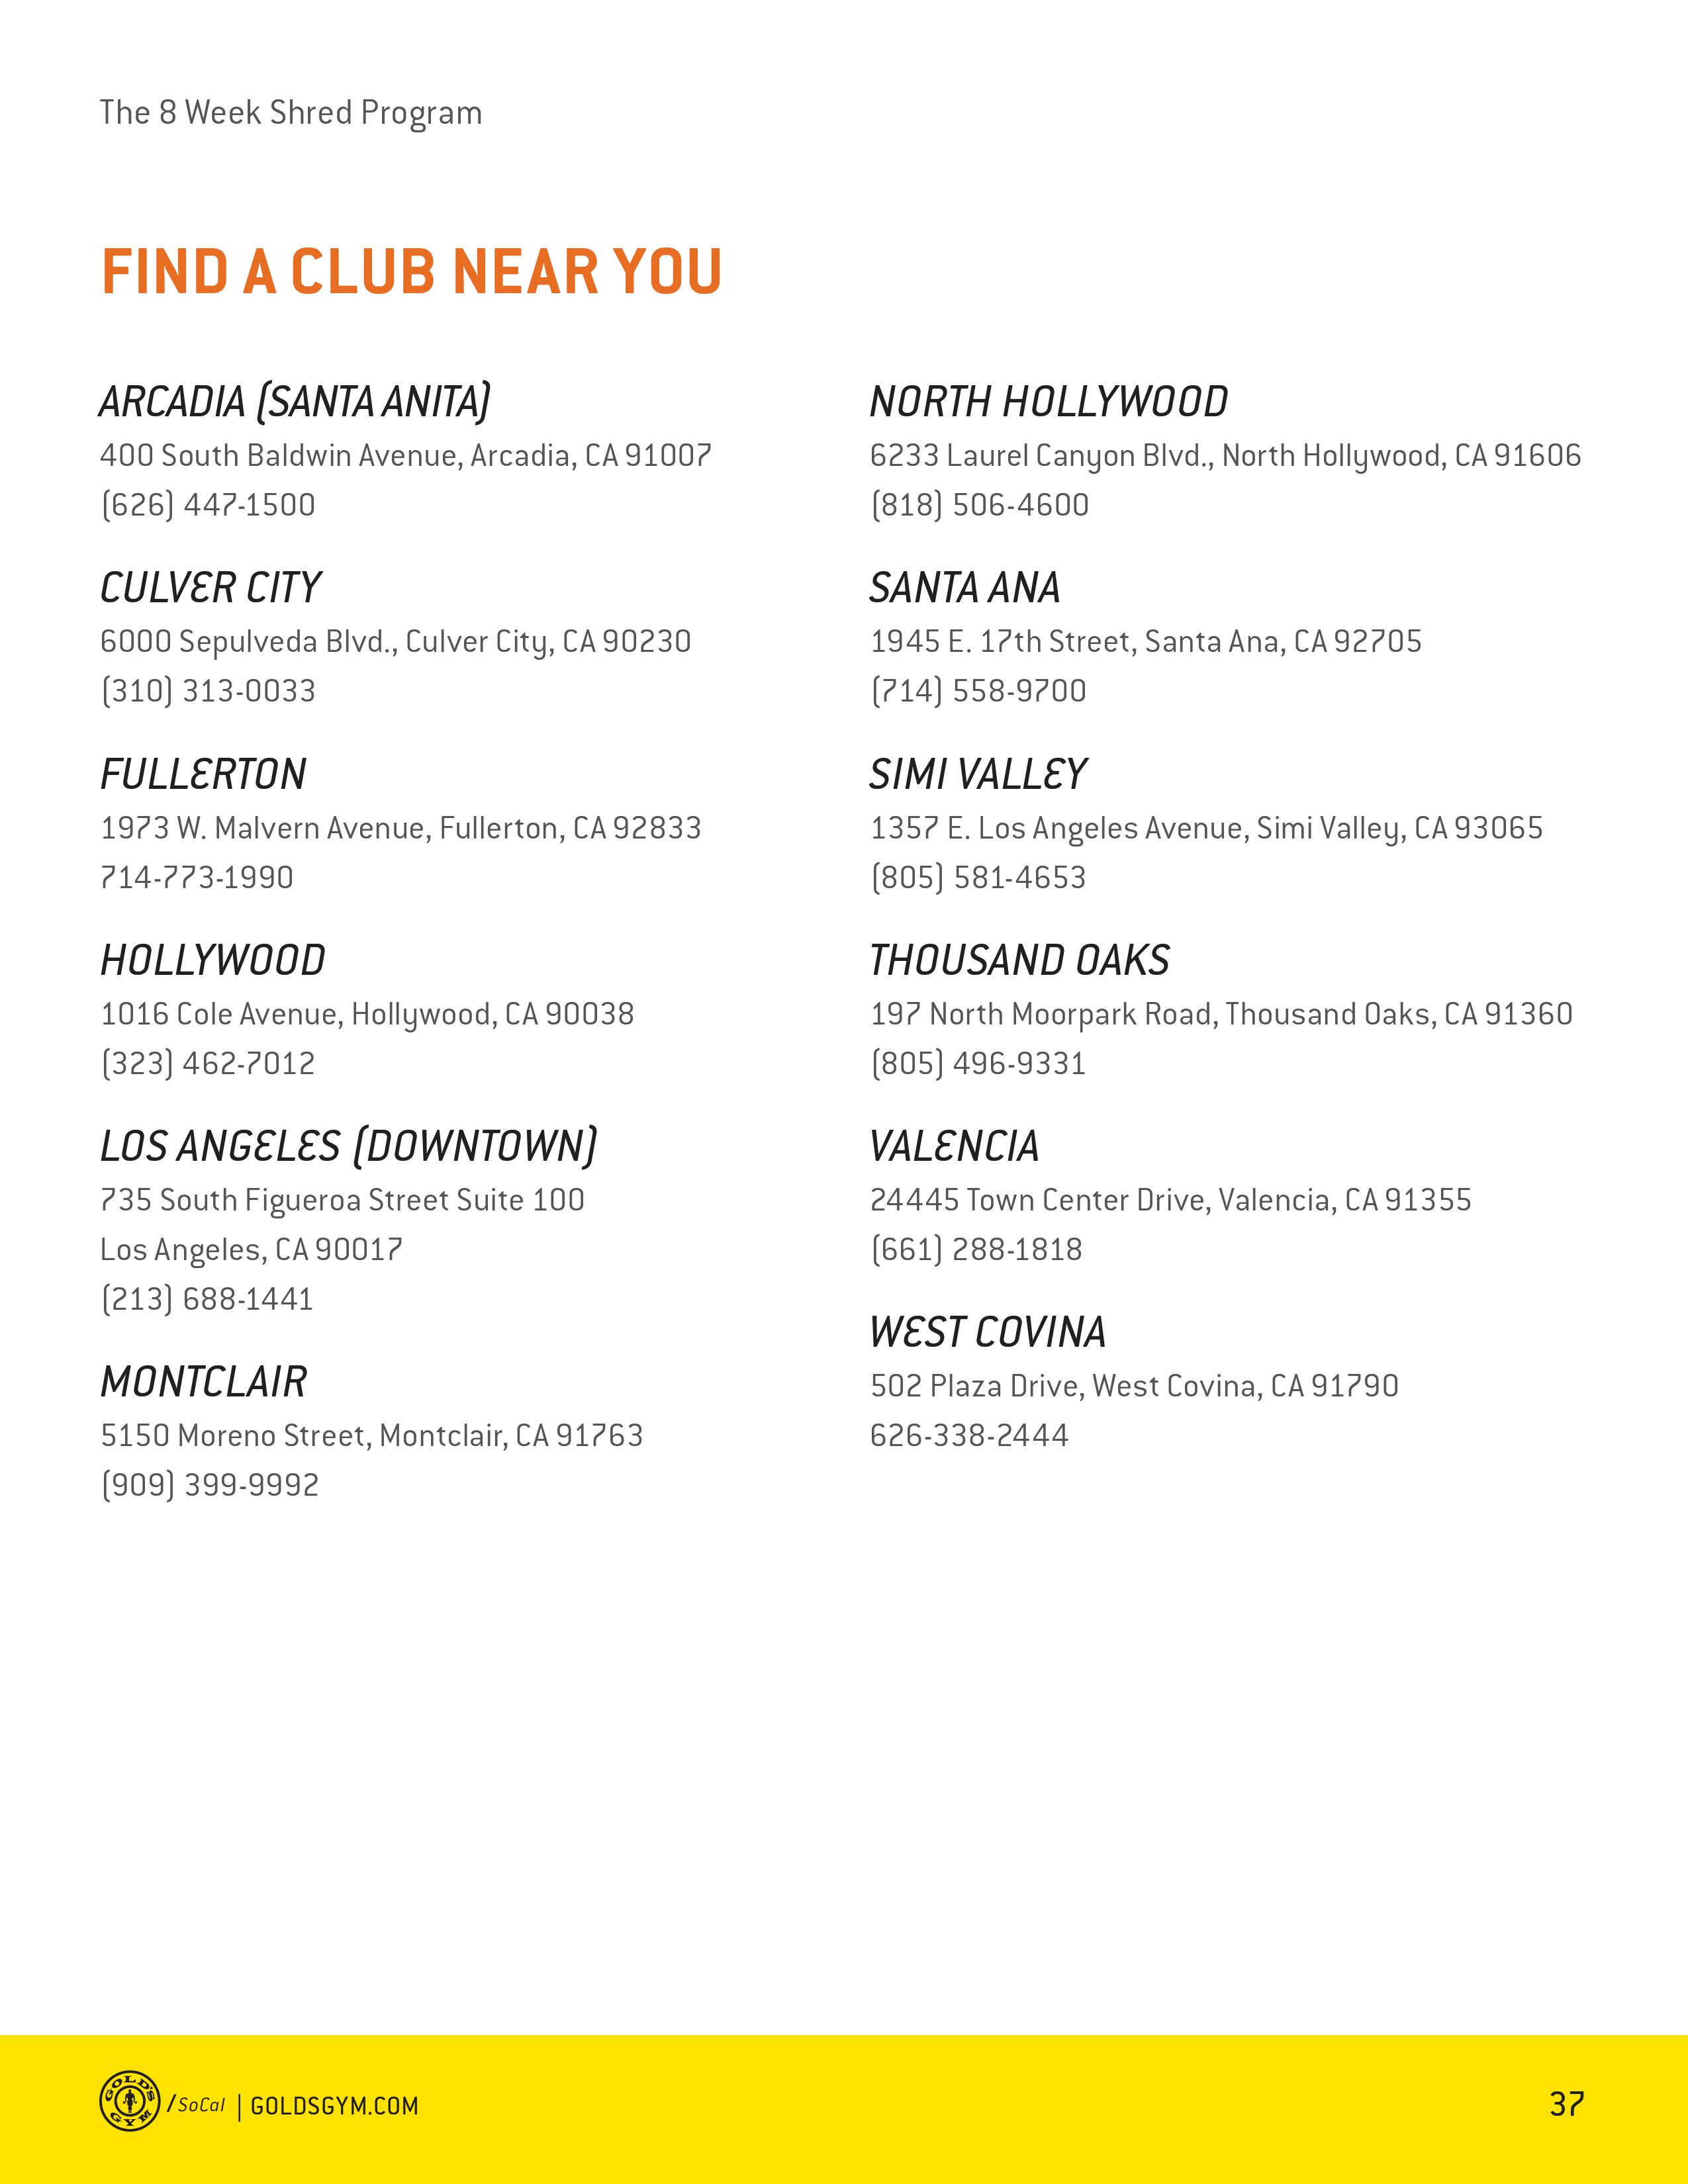 The 8 Week Shred Program
FIND A CLUB NEAR YOU
ARCADIA (SANTA ANITA)
400 South Baldwin Avenue, Arcadia, CA 91007
(626) 447-1500
CULVER CITY
6000 Sepulveda Blvd., Culver City, CA 90230
(310) 313-0033
FULLERTON
1973 W. Malvern Avenue, Fullerton, CA 92833
714-773-1990
HOLLYWOOD
1016 Cole Avenue, Hollywood, CA 90038
(323) 462-7012
LOS ANGELES (DOWNTOWN)
735 South Figueroa Street Suite 100
Los Angeles, CA 90017
(213) 688-1441
MONTCLAIR
5150 Moreno Street, Montclair, CA 91763
(909) 399-9992
NORTH HOLLYWOOD
6233 Laurel Canyon Blvd., North Hollywood, CA 91606
(818) 506-4600
SANTA ANA
1945 E. 17th Street, Santa Ana, CA 92705
(714) 558-9700
SIMI VALLEY
1357 E. Los Angeles Avenue, Simi Valley, CA 93065
(805) 581-4653
THOUSAND OAKS
197 North Moorpark Road, Thousand Oaks, CA 91360
(805) 496-9331
VALENCIA
24445 Town Center Drive, Valencia, CA 91355
(661) 288-1818
WEST COVINA
502 Plaza Drive, West Covina, CA 91790
626-338-2444
GOLD'S GYM /SoCal | GOLDSGYM.COM
37